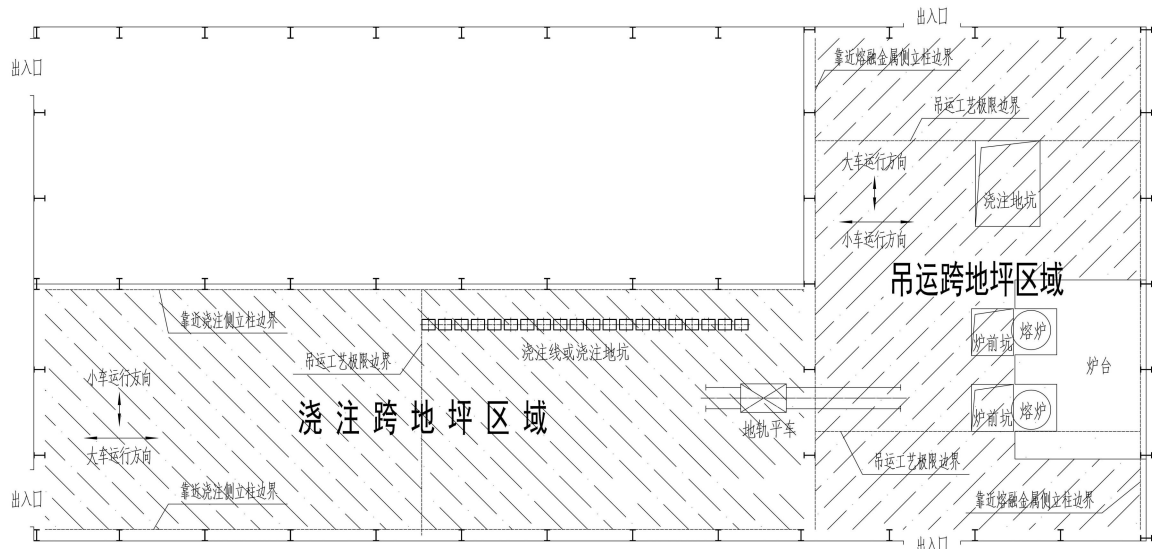 出入口
出入口
靠近熔融金属侧立柱边界
吊运工艺极限边界
大车运行方向
浇注地坑
小车运行方向
吊运跨地坪区域
靠近浇注侧立柱边界
浇注线或浇注地坑
吊运工艺极限边界
炉前坑
熔炉
炉台
小车运行方向
浇注跨地坪区域
炉前坑
熔炉
地轨平车
大车运行方向
吊运工艺极限边界
靠近浇注侧立柱边界
出入口
靠近熔融金属侧立柱边界
出入口